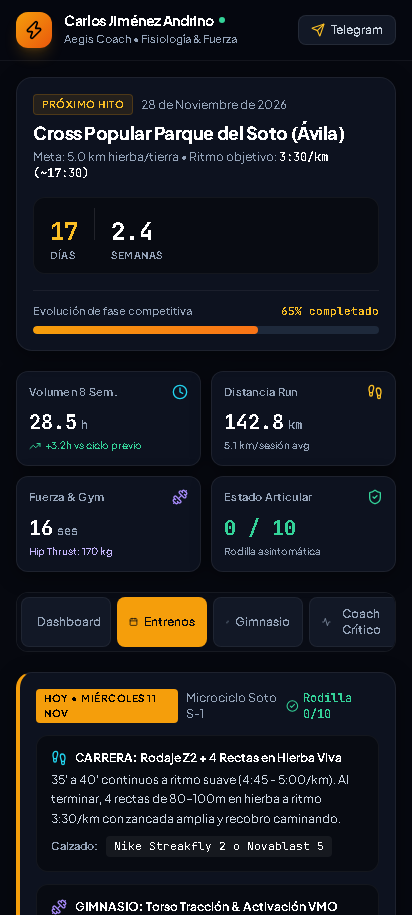 Carlos Jiménez Andrino
Aegis Coach • Fisiología & Fuerza
Telegram
PRÓXIMO HITO
28 de Noviembre de 2026
Cross Popular Parque del Soto (Ávila)
Meta: 5.0 km hierba/tierra • Ritmo objetivo: 3:30/km
(~17:30)
17
2.4
DÍAS
SEMANAS
Evolución de fase competitiva
65% completado
Volumen 8 Sem.
28.5 h
+3.2h vs ciclo previo
Distancia Run
142.8 km
5.1 km/sesión avg
Fuerza & Gym
16 ses
Hip Thrust: 170 kg
Estado Articular
0 / 10
Rodilla asintomática
Dashboard
Entrenos
Gimnasio
Coach
Crítico
HOY • MIÉRCOLES 11
NOV
Microciclo Soto
S-1
Rodilla
0/10
CARRERA: Rodaje Z2 + 4 Rectas en Hierba Viva
35' a 40' continuos a ritmo suave (4:45 - 5:00/km). Al
terminar, 4 rectas de 80-100m en hierba a ritmo
3:30/km con zancada amplia y recobro caminando.
Calzado:
Nike Streakfly 2 o Novablast 5
GIMNASIO: Torso Tracción & Activación VMO